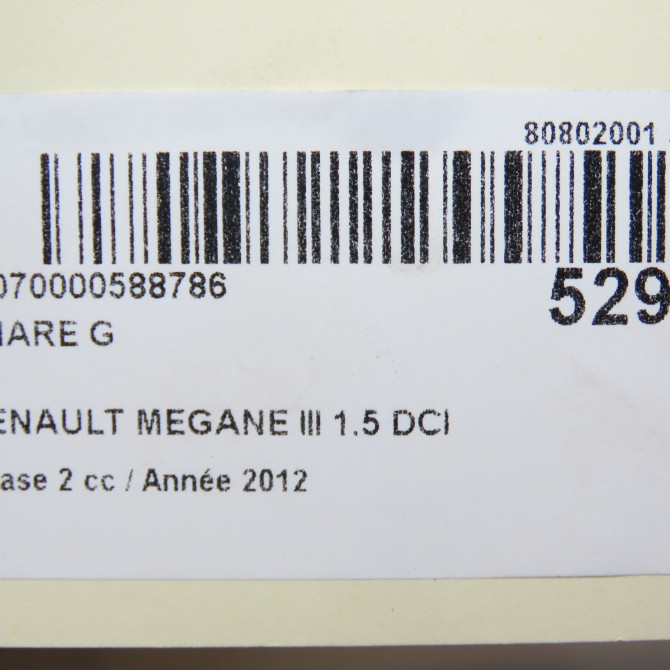 80802001
070000588786
529
HARE G
ENAULT MEGANE III 1.5 DCI
ase 2 cc / Année 2012